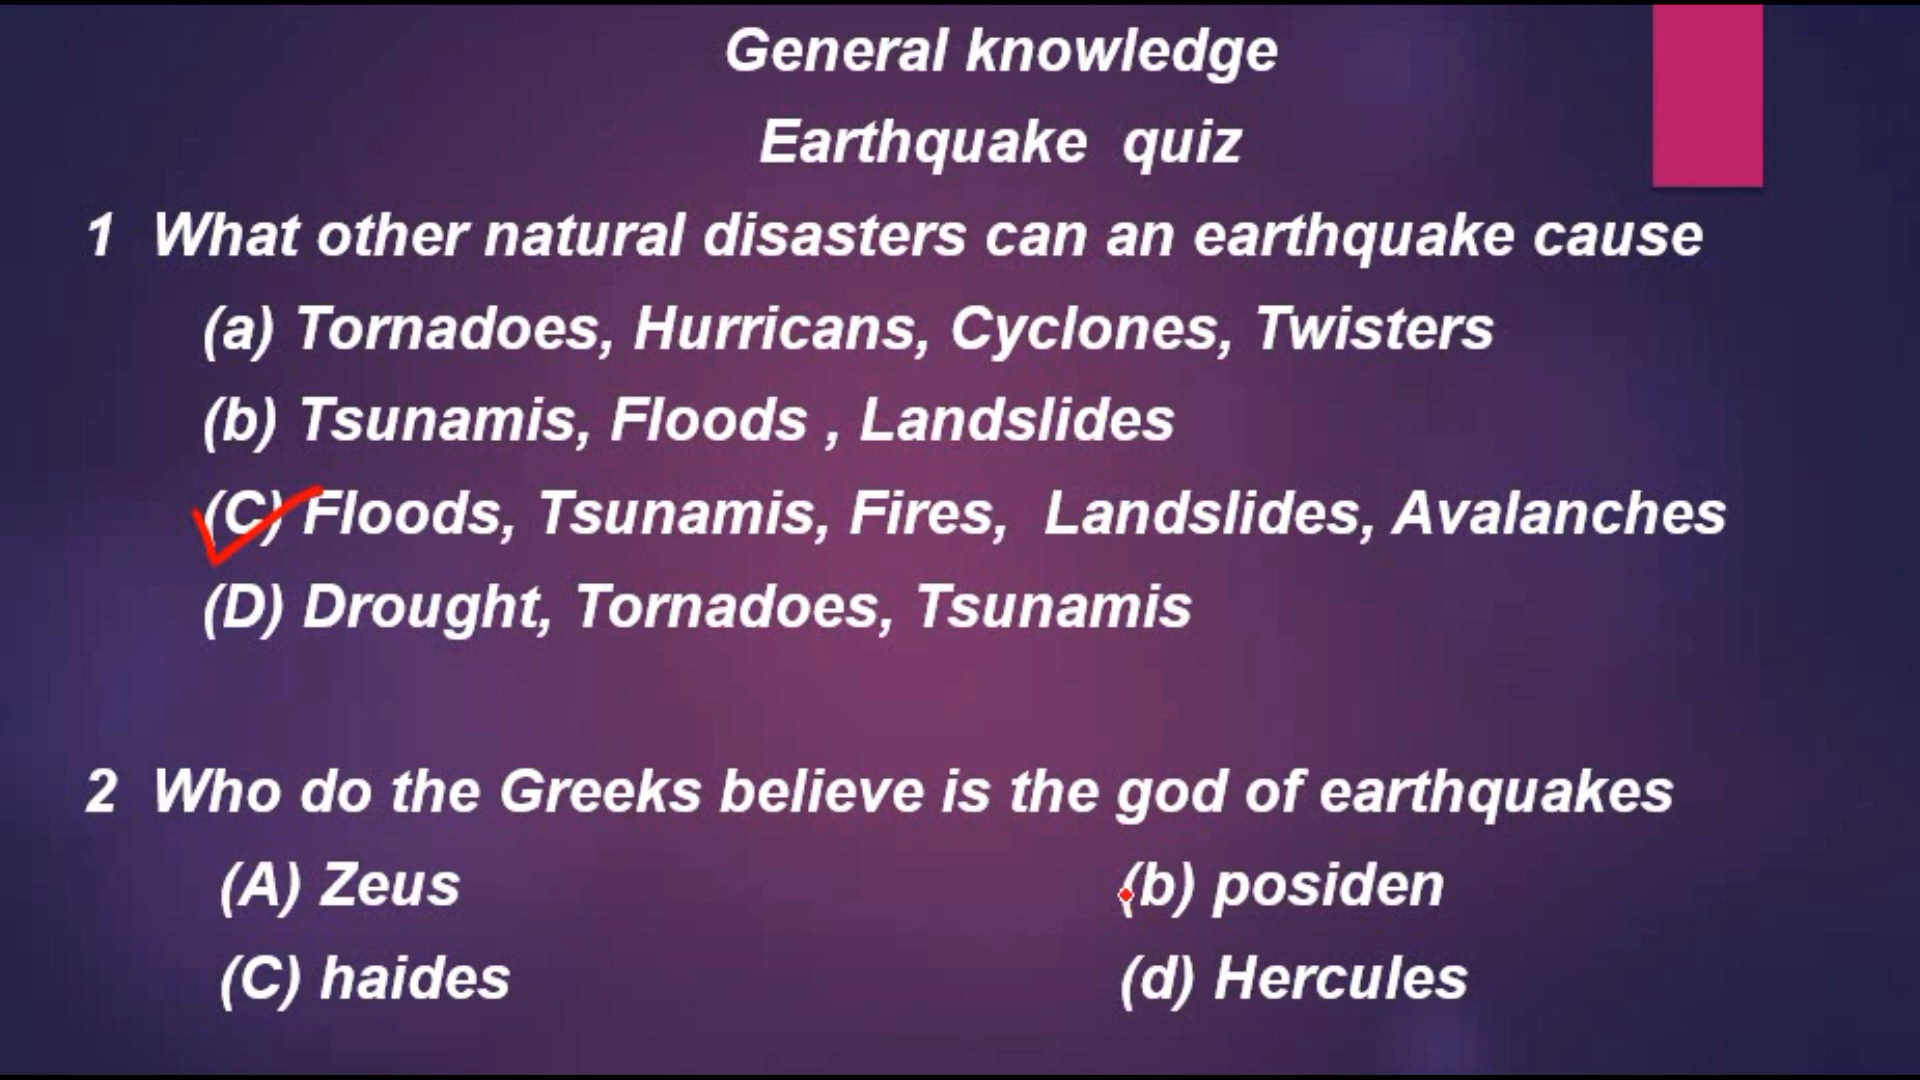 General knowledge
Earthquake quiz
1 What other natural disasters can an earthquake cause
(a) Tornadoes, Hurricans, Cyclones, Twisters
(b) Tsunamis, Floods , Landslides
(C) Floods, Tsunamis, Fires, Landslides, Avalanches
(D) Drought, Tornadoes, Tsunamis
2 Who do the Greeks believe is the god of earthquakes
(A) Zeus (b) posiden
(C) haides (d) Hercules